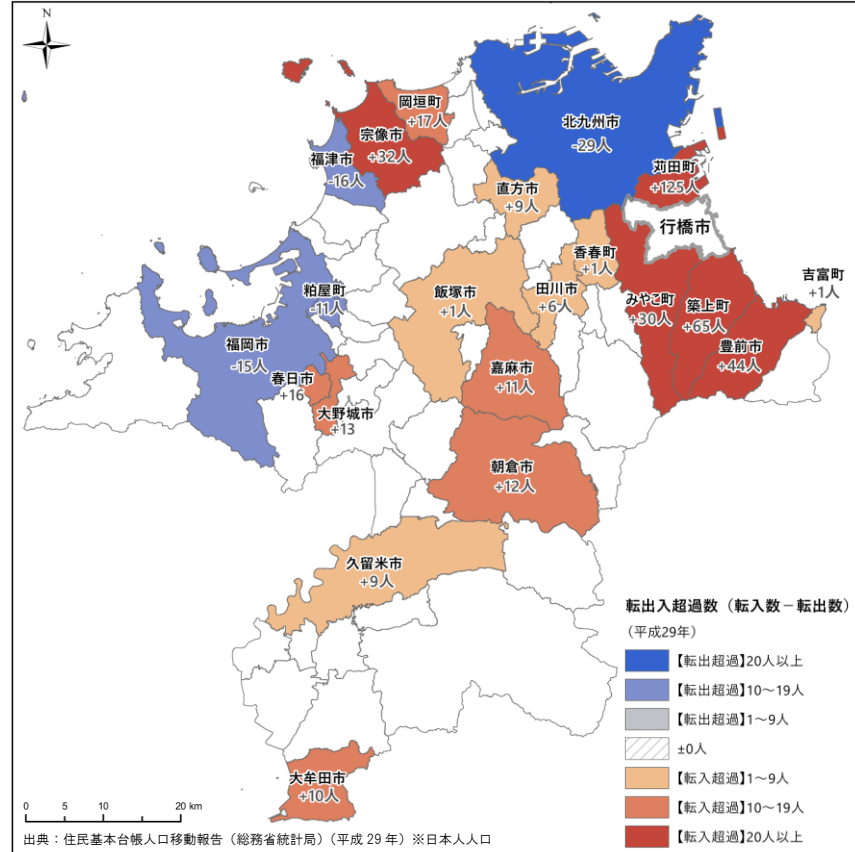 N
岡垣町
+17人
宗像市
+32人
福津市
-16人
北九州市
-29人
苅田町
+125人
直方市
+9人
行橋市
香春町
+1人
吉富町
+1人
粕屋町
-11人
飯塚市
+1人
田川市
+6人
みやこ町
+30人
築上町
+65人
豊前市
+44人
福岡市
-15人
春日市
+16
嘉麻市
+11人
人
大野城市
+13
朝倉市
+12人
久留米市
+9人
大牟田市
+10人
転出入超過数（転入数－転出数）
（平成29年）
【転出超過】20人以上
【転出超過】10～19人
【転出超過】1～9人
±0人
【転入超過】1～9人
【転入超過】10～19人
【転入超過】20人以上
0 5 10 20 km
出典：住民基本台帳人口移動報告（総務省統計局）（平成 29 年）※日本人人口